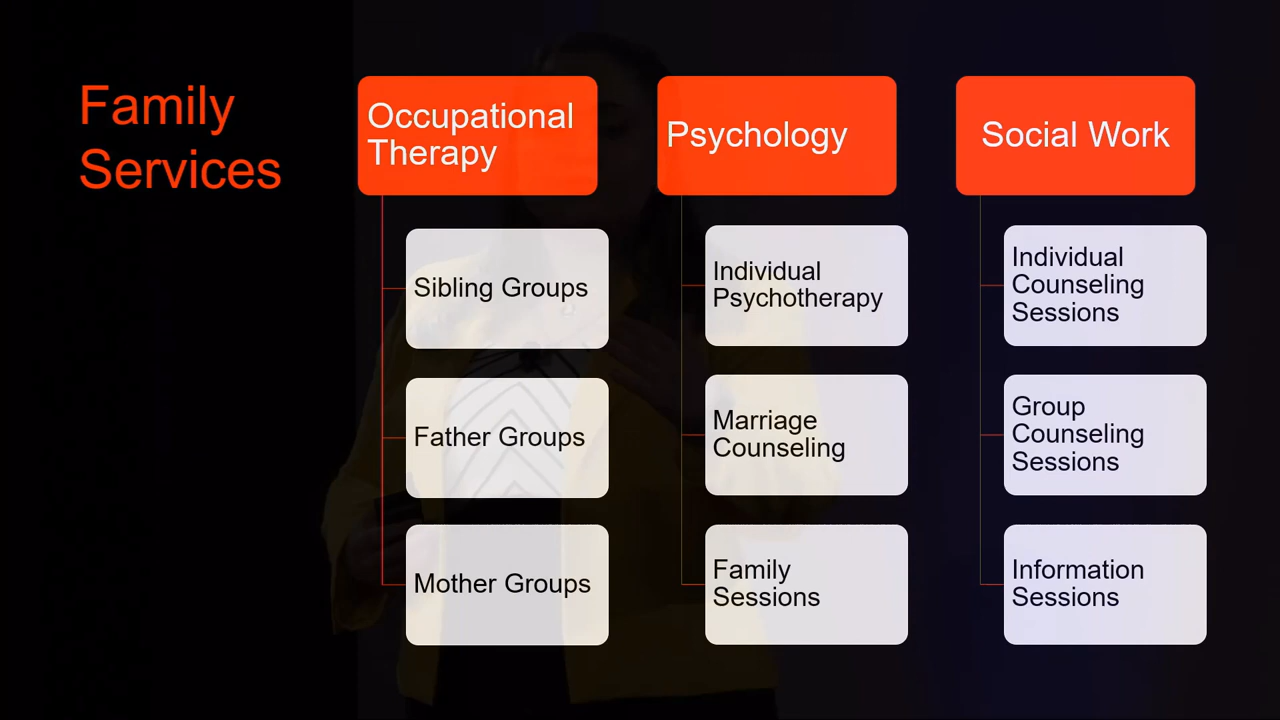 Family
Services
Occupational
Therapy
Sibling Groups
Father Groups
Mother Groups
Psychology
Individual
Psychotherapy
Marriage
Counseling
Family
Sessions
Social Work
Individual
Counseling
Sessions
Group
Counseling
Sessions
Information
Sessions